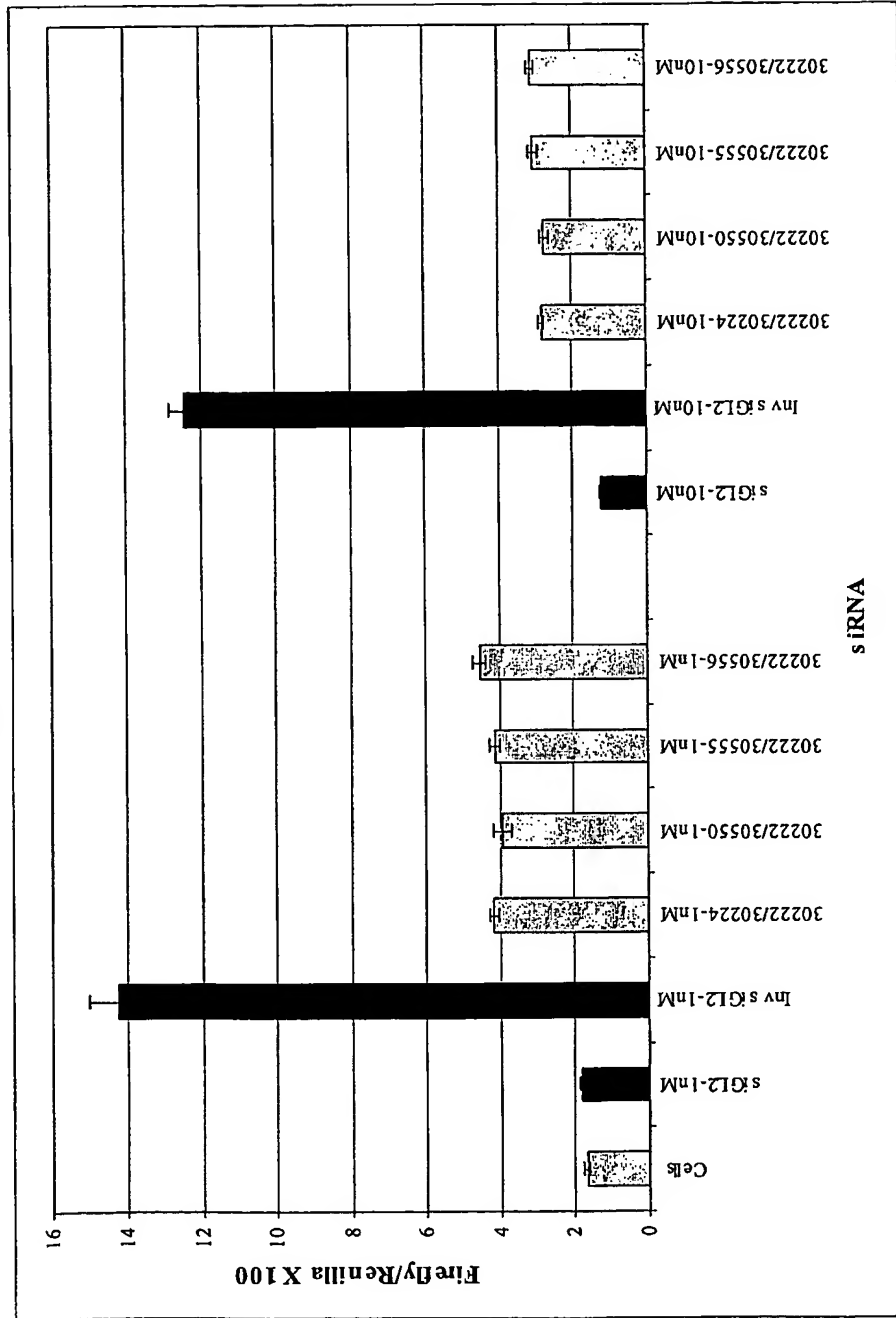 Firefly/Renilla X 100
16
14
12
10
8
6
4
2
0
Cells
siGL2-1nM
Inv siGL2-1nM
30222/30224-1nM
30222/30550-1nM
30222/30555-1nM
30222/30556-1nM
siGL2-10nM
Inv siGL2-10nM
30222/30224-10nM
30222/30550-10nM
30222/30555-10nM
30222/30556-10nM
siRNA